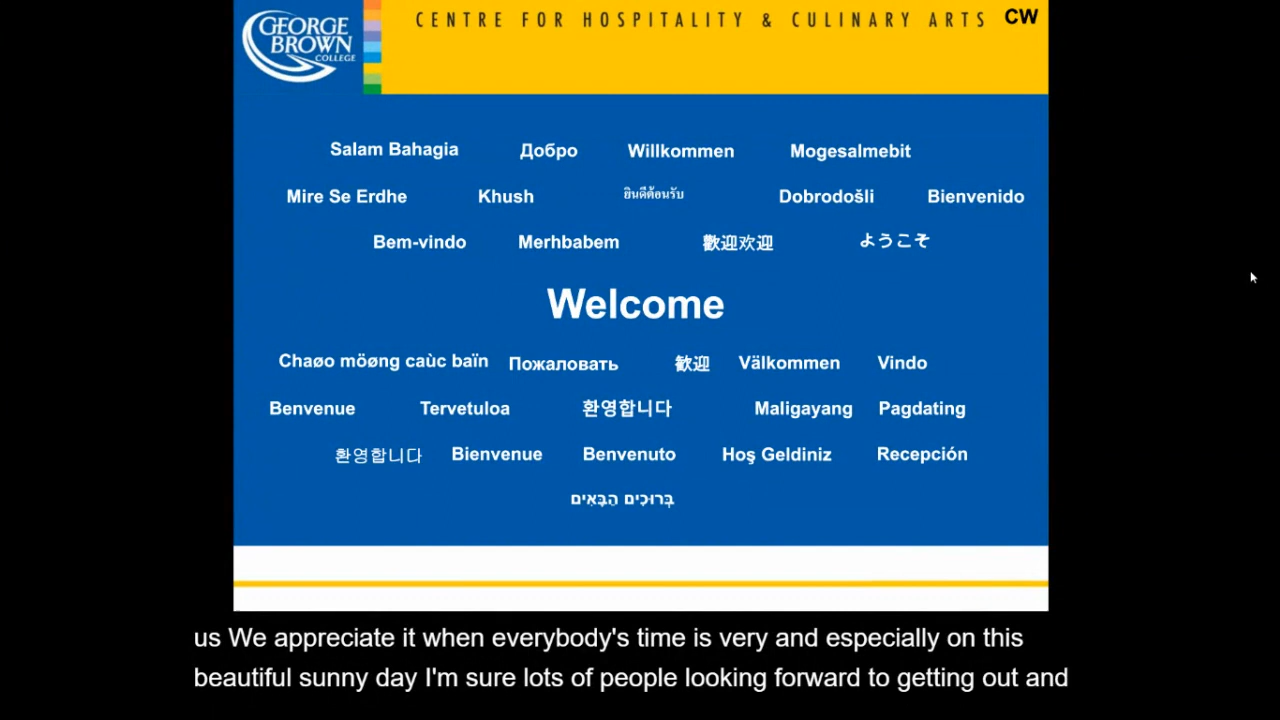 GEORGE
BROWN
COLLEGE
CENTRE FOR HOSPITALITY & CULINARY ARTS
CW
Salam Bahagia Добро Willkommen Mogesalmebit
Mire Se Erdhe Khush ยินดีต้อนรับ Dobrodošli Bienvenido
Bem-vindo Merhbabem 歡迎欢迎 ようこそ
Welcome
Chaøo möøng caùc baïn Пожаловать 歓迎 Välkommen Vindo
Benvenue Tervetuloa 환영합니다 Maligayang Pagdating
환영합니다 Bienvenue Benvenuto Hoş Geldiniz Recepción
בְּרוּכִים הַבָּאִים
us We appreciate it when everybody's time is very and especially on this
beautiful sunny day I'm sure lots of people looking forward to getting out and